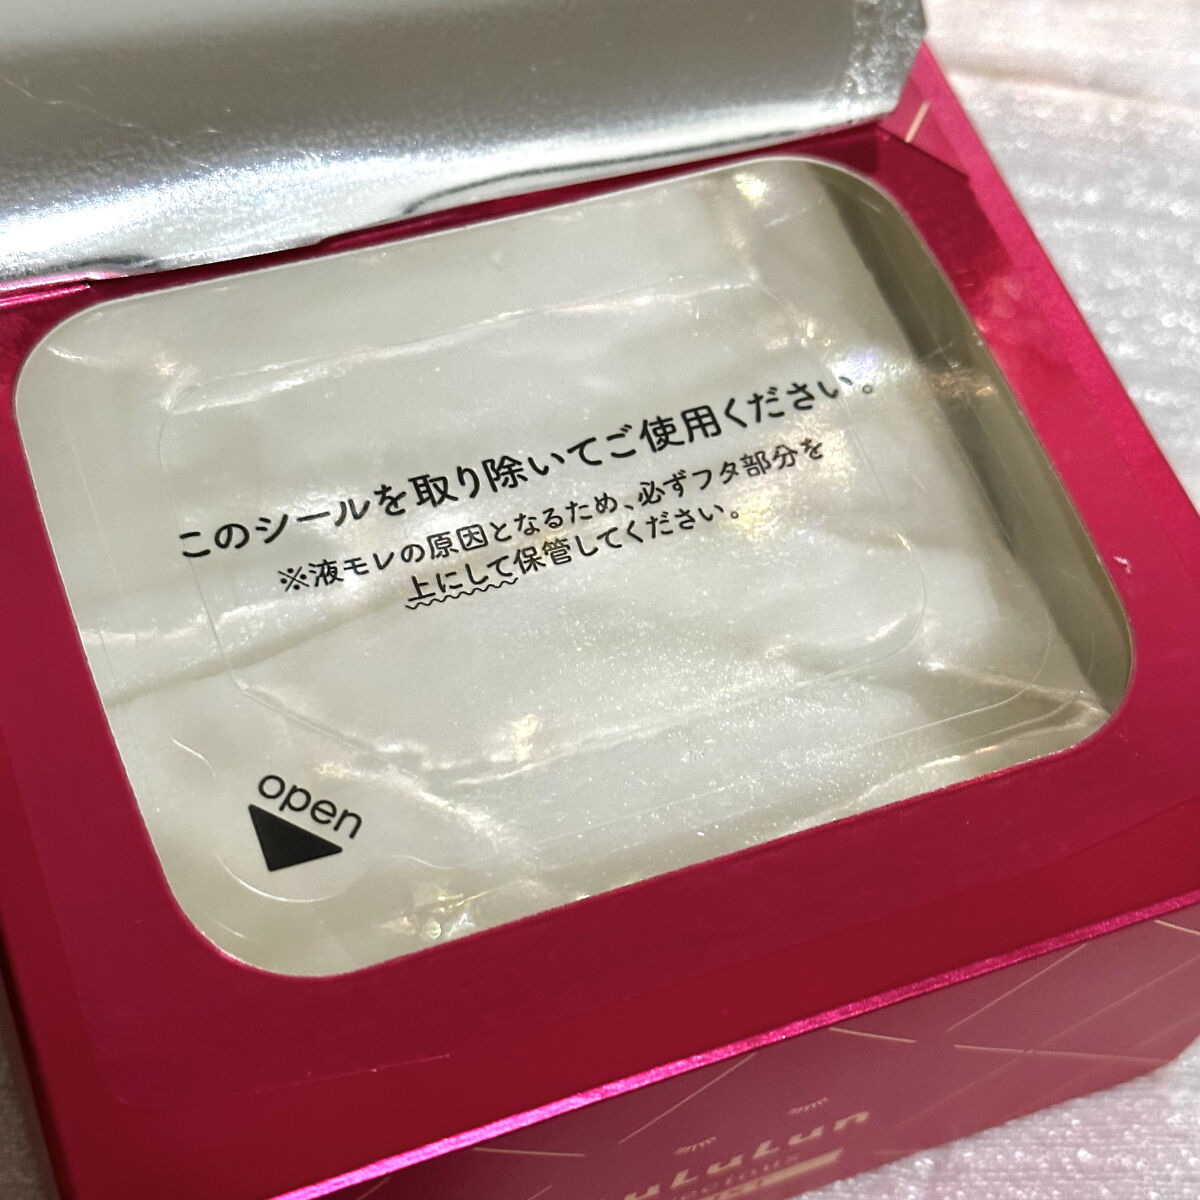 このシールを取り除いてご使用ください。
※液モレの原因となるため、必ずフタ部分を
上にして保管してください。
open
lululun